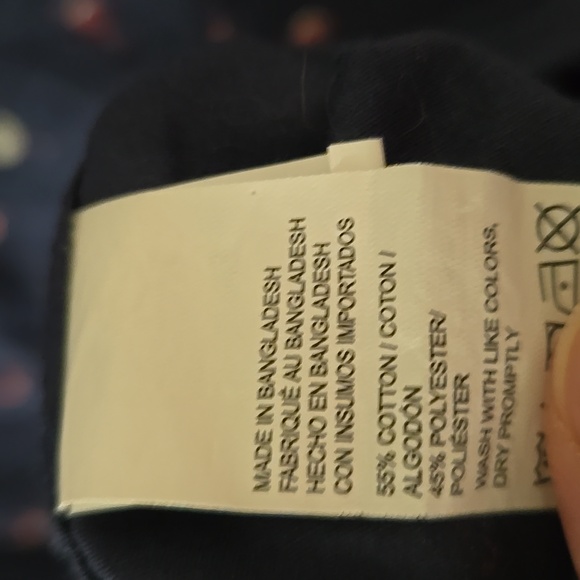 MADE IN BANGLADESH
FABRIQUÉ AU BANGLADESH
HECHO EN BANGLADESH
CON INSUMOS IMPORTADOS
55% COTTON / COTON /
ALGODÓN
45% POLYESTER/
POLIÉSTER
WASH WITH LIKE COLORS,
DRY PROMPTLY